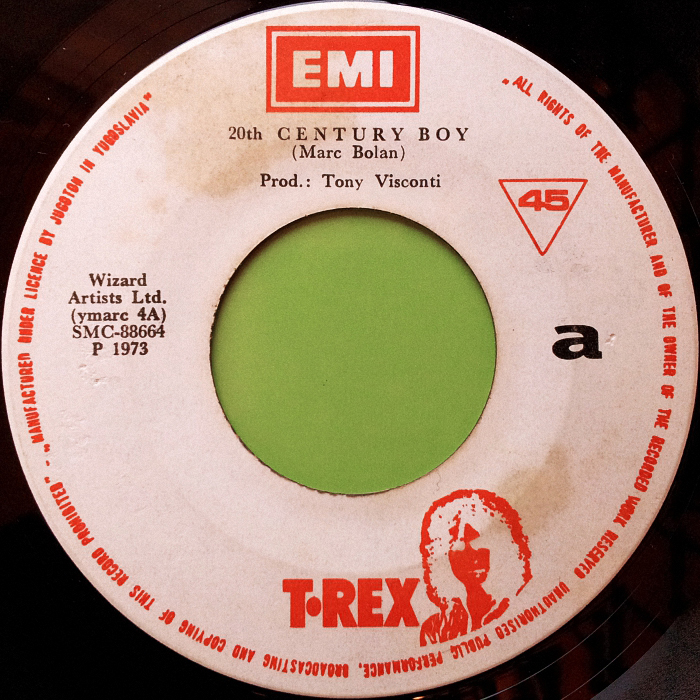 EMI
20th CENTURY BOY
(Marc Bolan)
Prod.: Tony Visconti
45
Wizard
Artists Ltd.
(ymarc 4A)
SMC-88664
P 1973
a
T•REX
„ALL RIGHTS OF THE MANUFACTURER AND OF THE OWNER OF THE RECORDED WORK RESERVED UNAUTHORISED PUBLIC PERFORMANCE, BROADCASTING AND COPYING OF THIS RECORD PROHIBITED“ - „MANUFACTURED UNDER LICENCE BY JUGOTON IN YUGOSLAVIA“